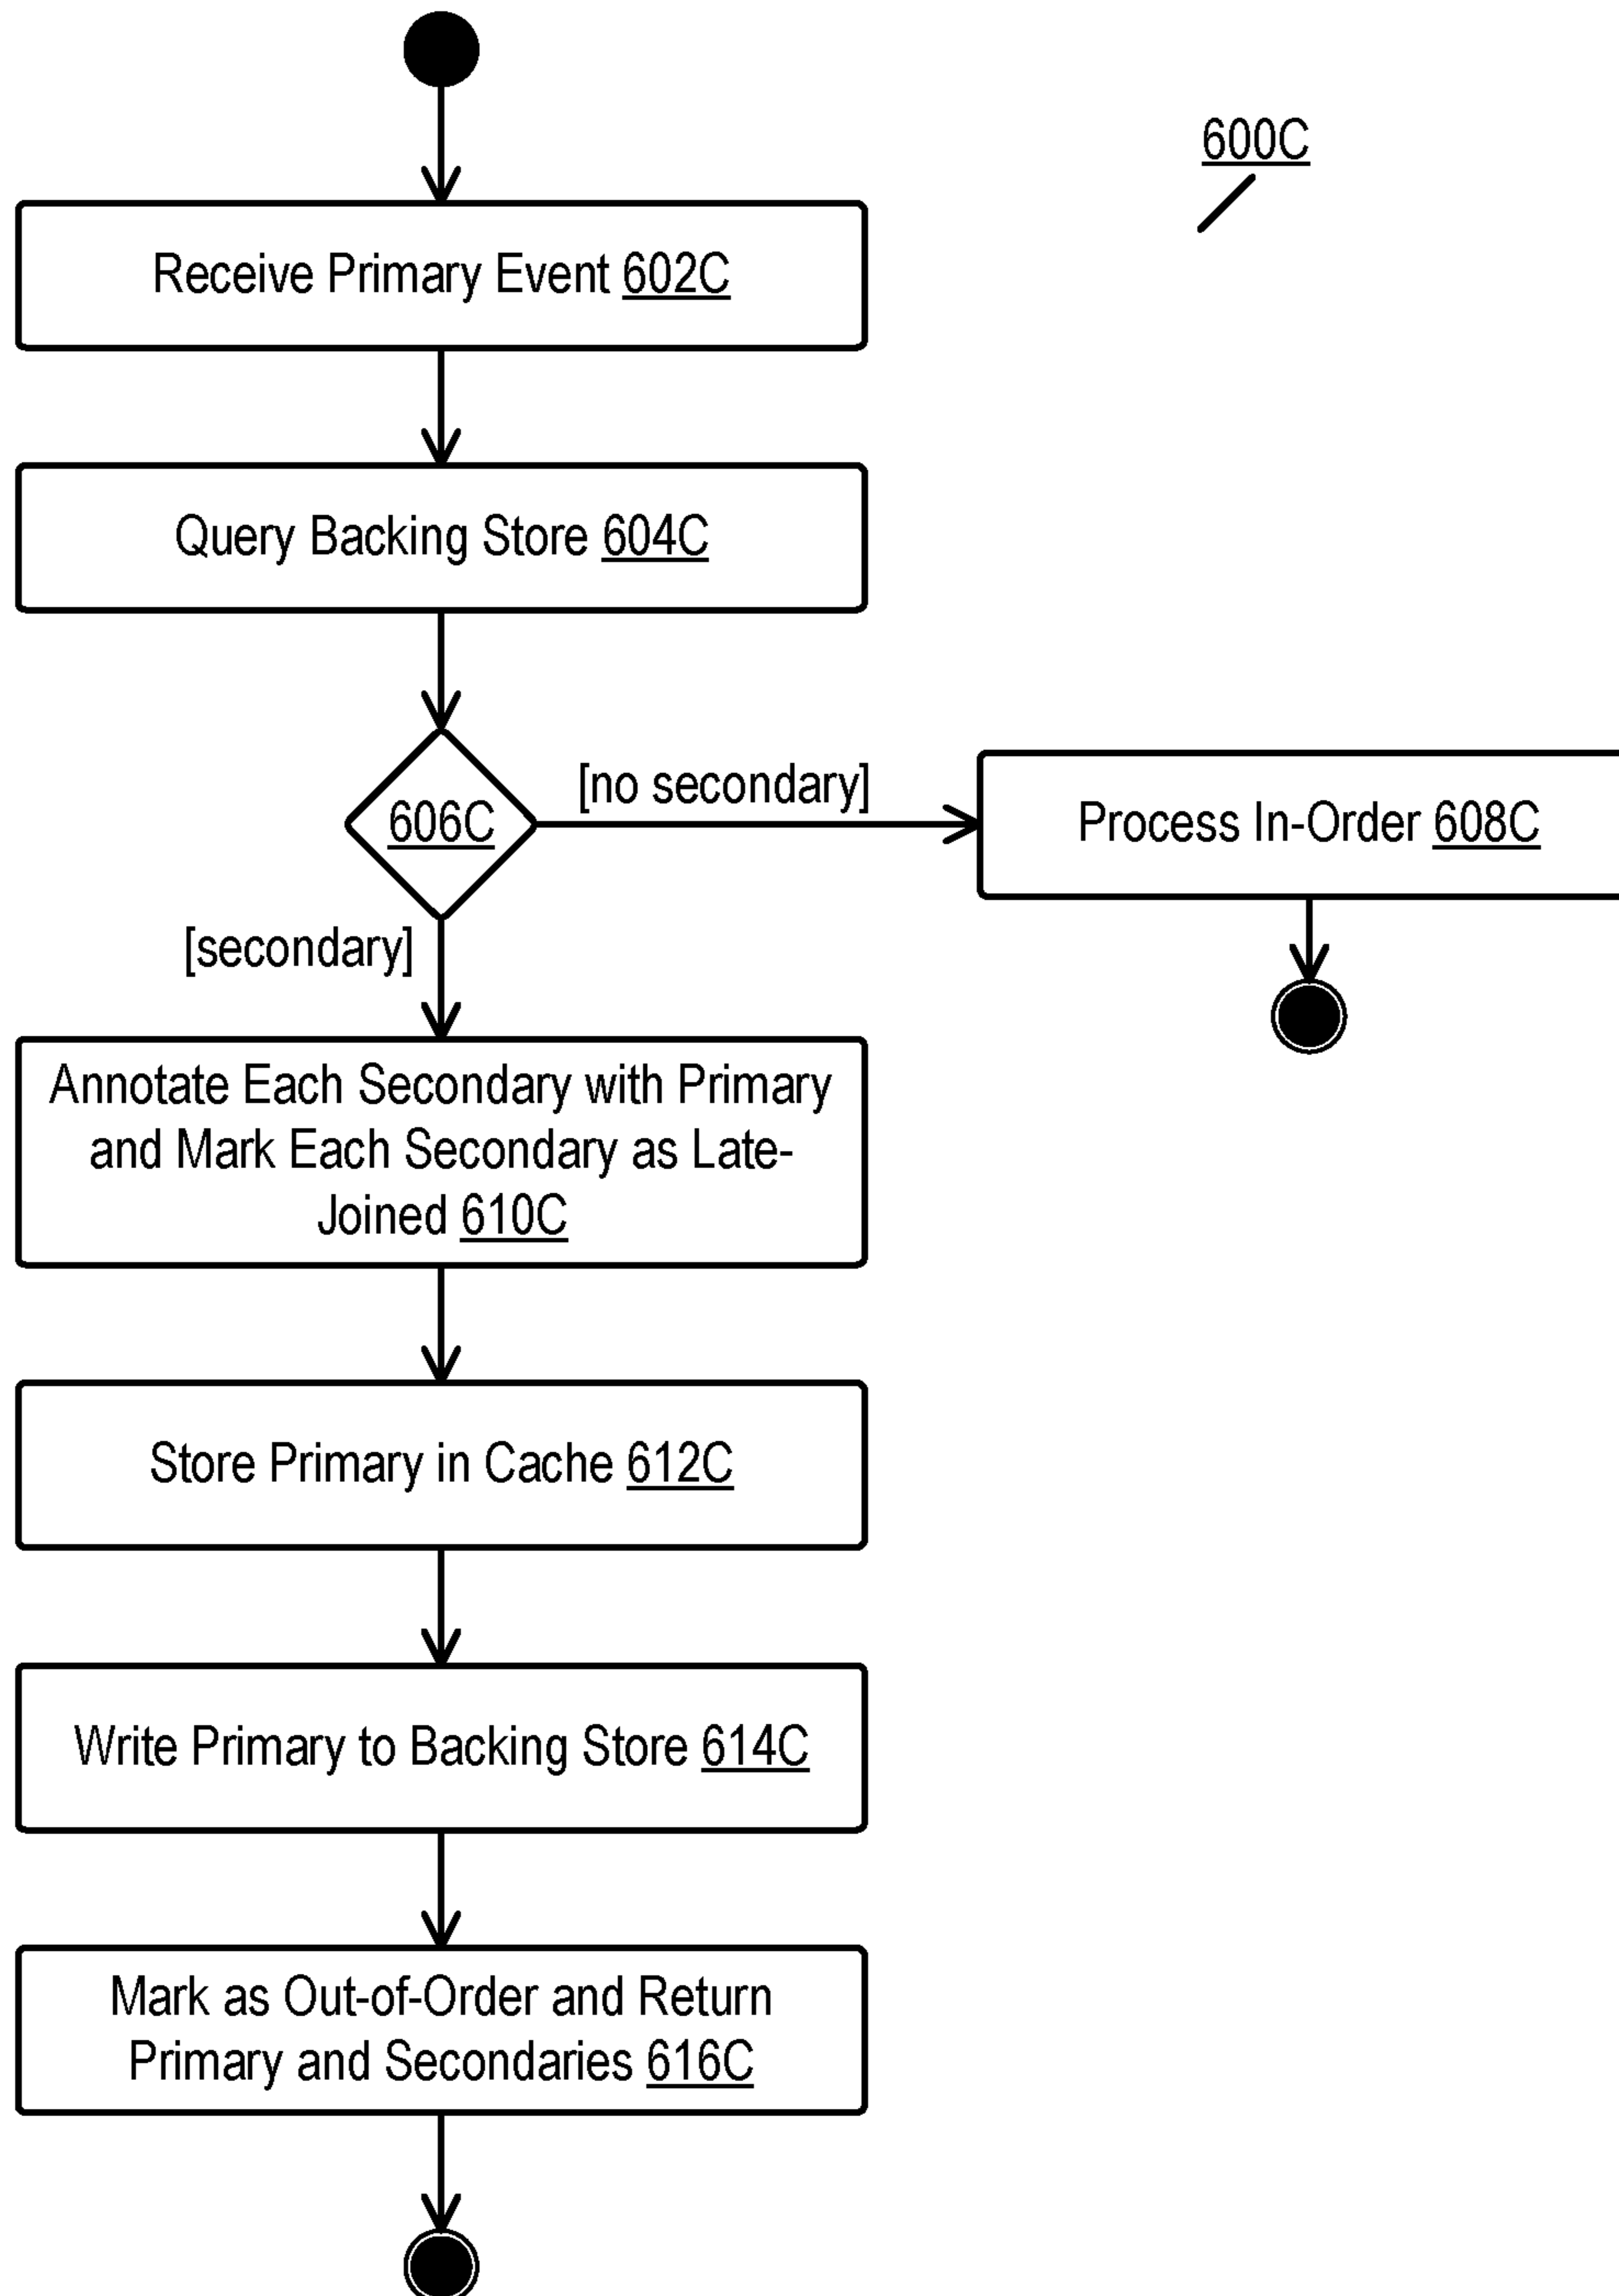 600C
Receive Primary Event 602C
Query Backing Store 604C
606C
[no secondary]
Process In-Order 608C
[secondary]
Annotate Each Secondary with Primary
and Mark Each Secondary as Late-
Joined 610C
Store Primary in Cache 612C
Write Primary to Backing Store 614C
Mark as Out-of-Order and Return
Primary and Secondaries 616C